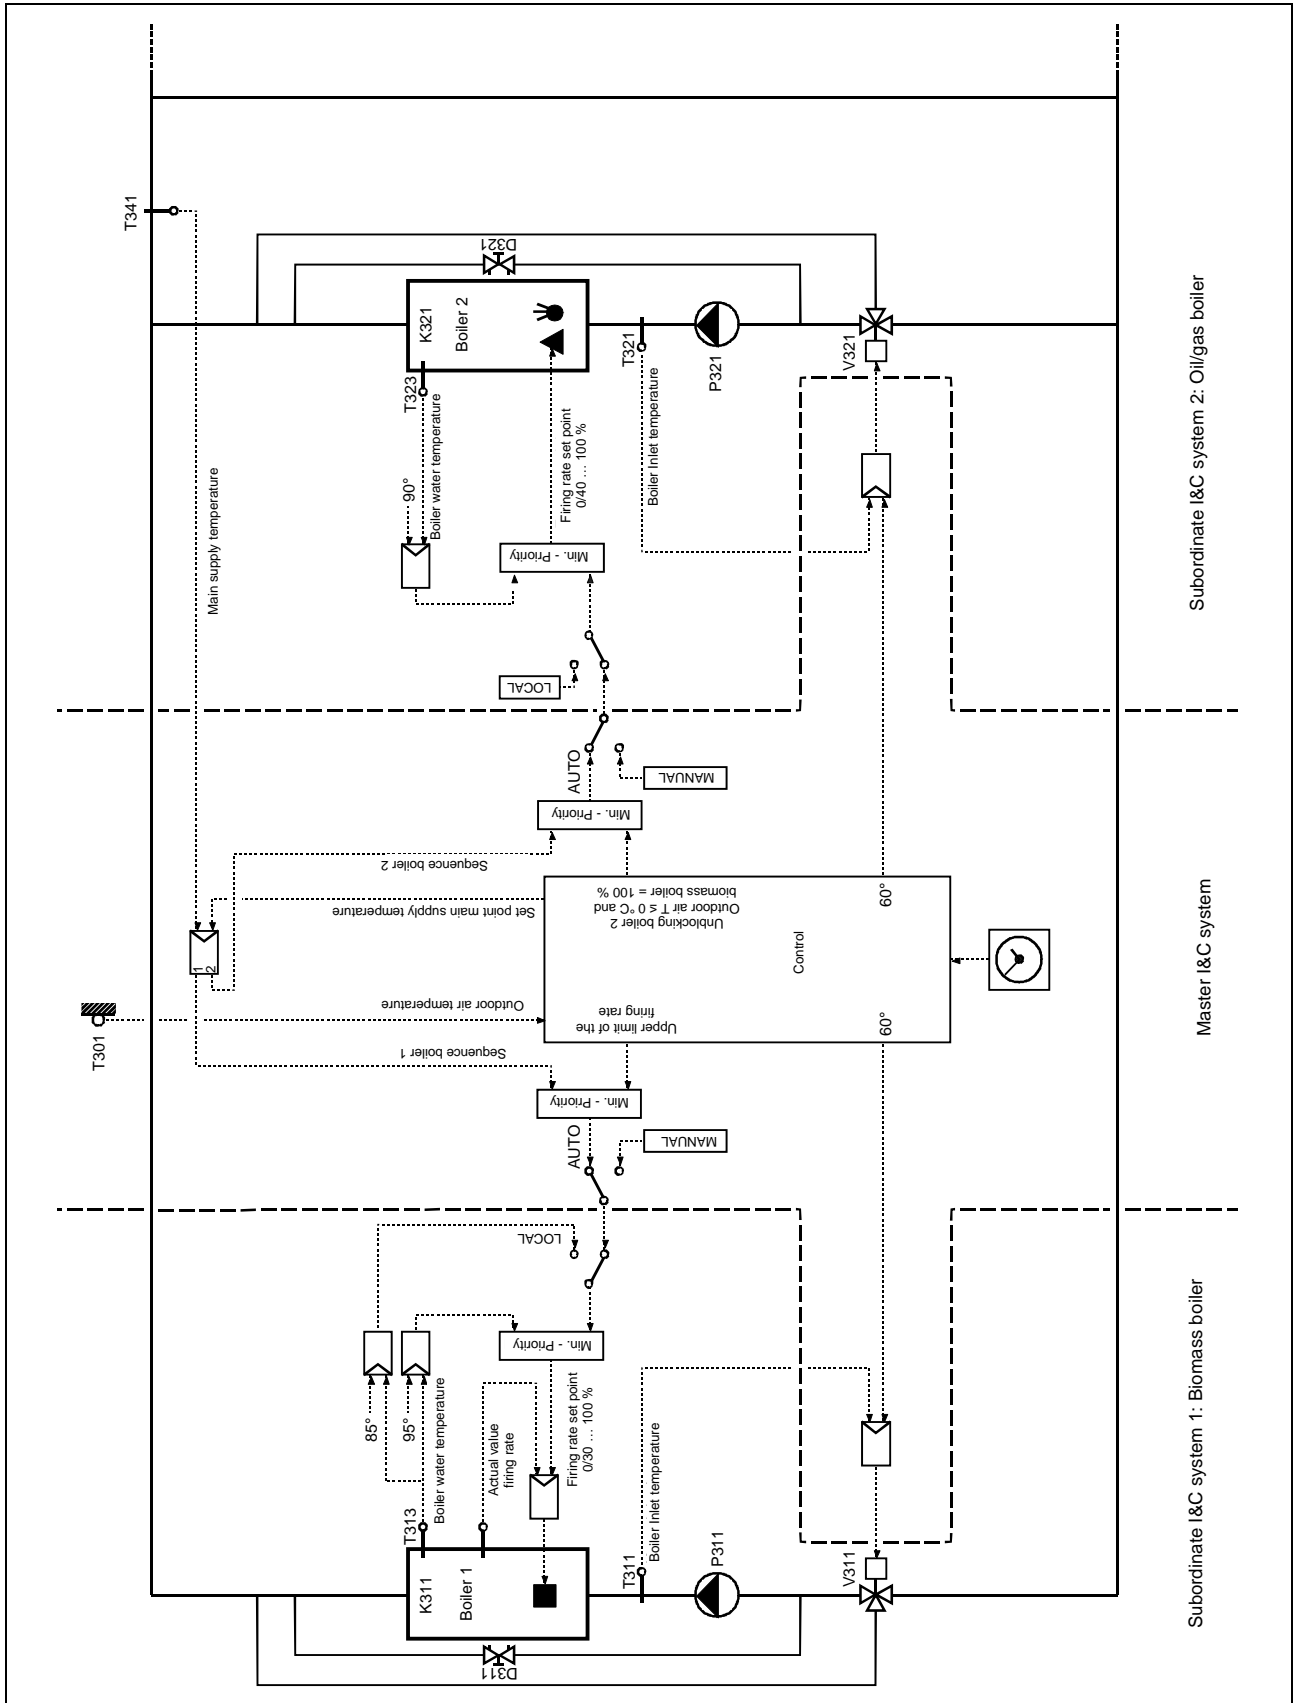 T341
Main supply temperature
D321
K321
Boiler 2
T323
Boiler water temperature
90°
Firing rate set point
0/40 ... 100 %
Min. - Priority
LOCAL
T321
Boiler Inlet temperature
P321
V321
Subordinate I&C system 2: Oil/gas boiler
AUTO
MANUAL
Min. - Priority
Sequence boiler 2
Set point main supply temperature
1
2
Unblocking boiler 2
Outdoor air T ≤ 0 °C and
biomass boiler = 100 %
60°
Control
Master I&C system
T301
Outdoor air temperature
Upper limit of the
firing rate
60°
Sequence boiler 1
Min. - Priority
AUTO
MANUAL
LOCAL
Min. - Priority
85°
95°
Boiler water temperature
Actual value
firing rate
Firing rate set point
0/30 ... 100 %
Boiler Inlet temperature
T313
K311
Boiler 1
T311
P311
V311
D311
Subordinate I&C system 1: Biomass boiler